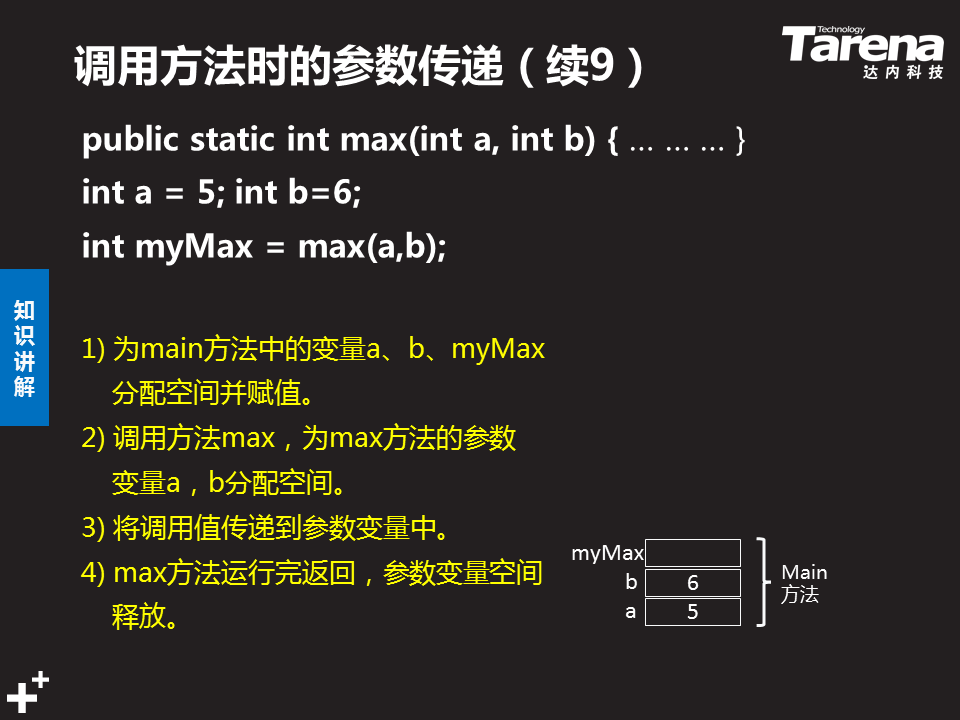 调用方法时的参数传递（续9）
Technology
Tarena
达内科技
public static int max(int a, int b) { … … … }
int a = 5; int b=6;
int myMax = max(a,b);
知
识
讲
解
1) 为main方法中的变量a、b、myMax
分配空间并赋值。
2) 调用方法max，为max方法的参数
变量a，b分配空间。
3) 将调用值传递到参数变量中。
4) max方法运行完返回，参数变量空间
释放。
myMax
b 6
a 5
Main
方法